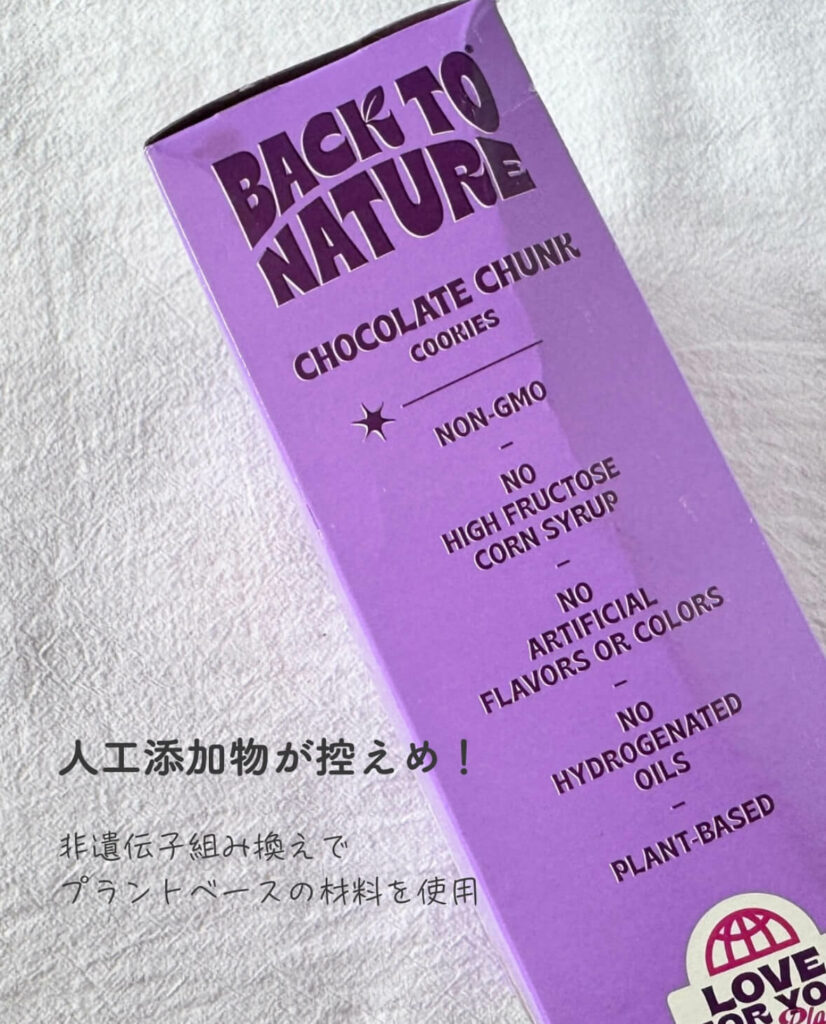 BACK TO
NATURE
CHOCOLATE CHUNK
COOKIES
NON-GMO
–
NO
HIGH FRUCTOSE
CORN SYRUP
–
NO
ARTIFICIAL
FLAVORS OR COLORS
–
NO
HYDROGENATED
OILS
–
PLANT-BASED
人工添加物が控えめ！
非遺伝子組み換えで
プラントベースの材料を使用
LOVE